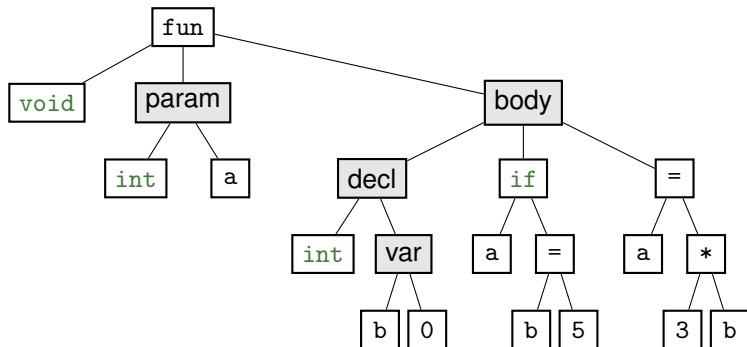 fun
void param body
int a decl if =
int var a = a *
b 0 b 5 3 b